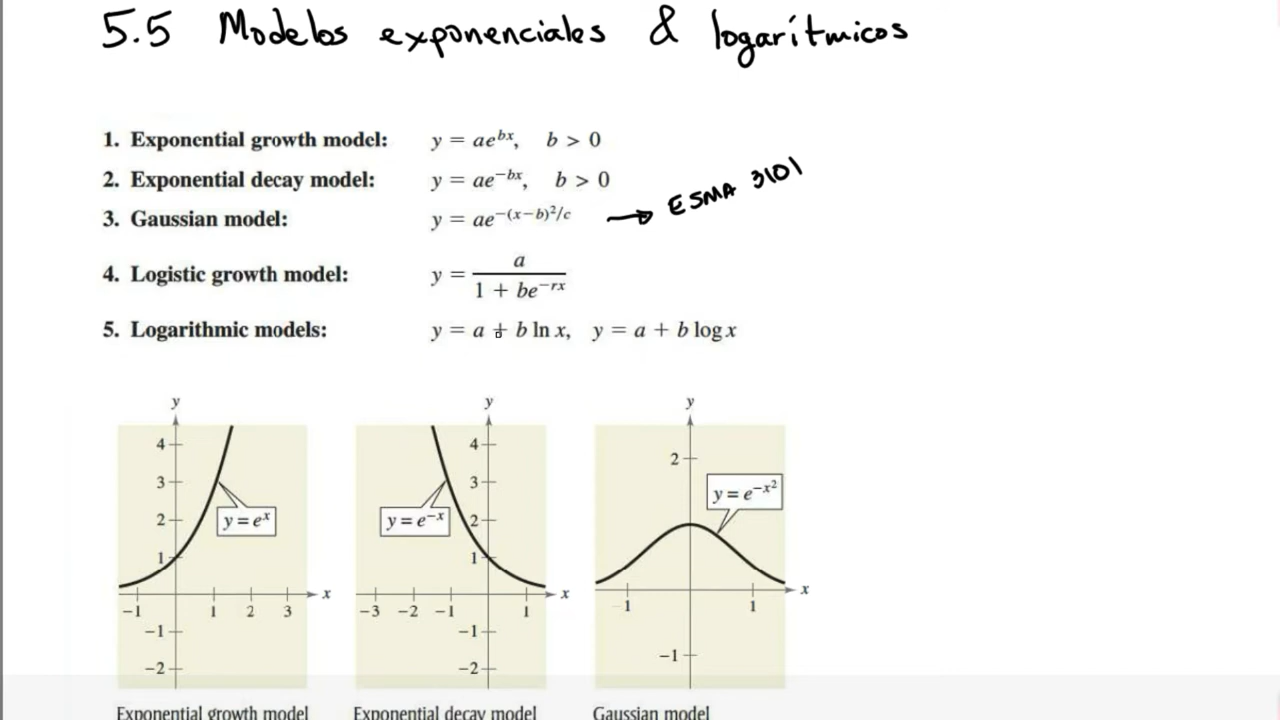 5.5 Modelos exponenciales & logarítmicos
1. Exponential growth model: y = ae^{bx}, b > 0
2. Exponential decay model: y = ae^{−bx}, b > 0
3. Gaussian model: y = ae^{−(x−b)²/c} → ESMA 3101
4. Logistic growth model: y = a / (1 + be^{−rx})
5. Logarithmic models: y = a + b ln x, y = a + b log x
y y y
4 4
2
3 3
y = e^{−x²}
2 y = e^x y = e^{−x} 2
1 1
x x x
−1 1 2 3 −3 −2 −1 1 1 1
−1 −1
−1
−2 −2
Exponential growth model Exponential decay model Gaussian model